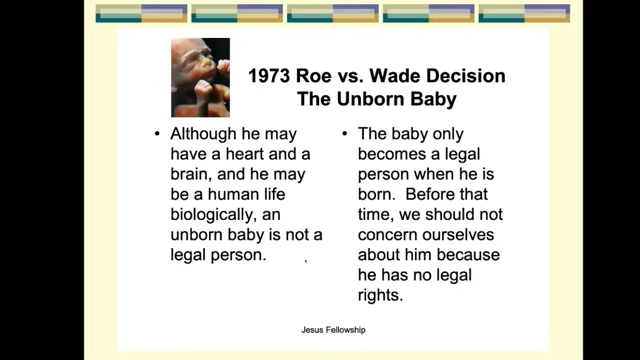 1973 Roe vs. Wade Decision
The Unborn Baby
• Although he may
have a heart and a
brain, and he may
be a human life
biologically, an
unborn baby is not a
legal person.
• The baby only
becomes a legal
person when he is
born.  Before that
time, we should not
concern ourselves
about him because
he has no legal
rights.
Jesus Fellowship